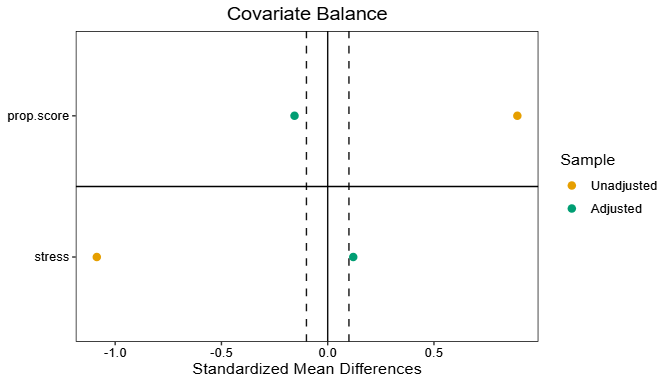 Covariate Balance
prop.score
stress
-1.0
-0.5
0.0
0.5
Standardized Mean Differences
Sample
Unadjusted
Adjusted